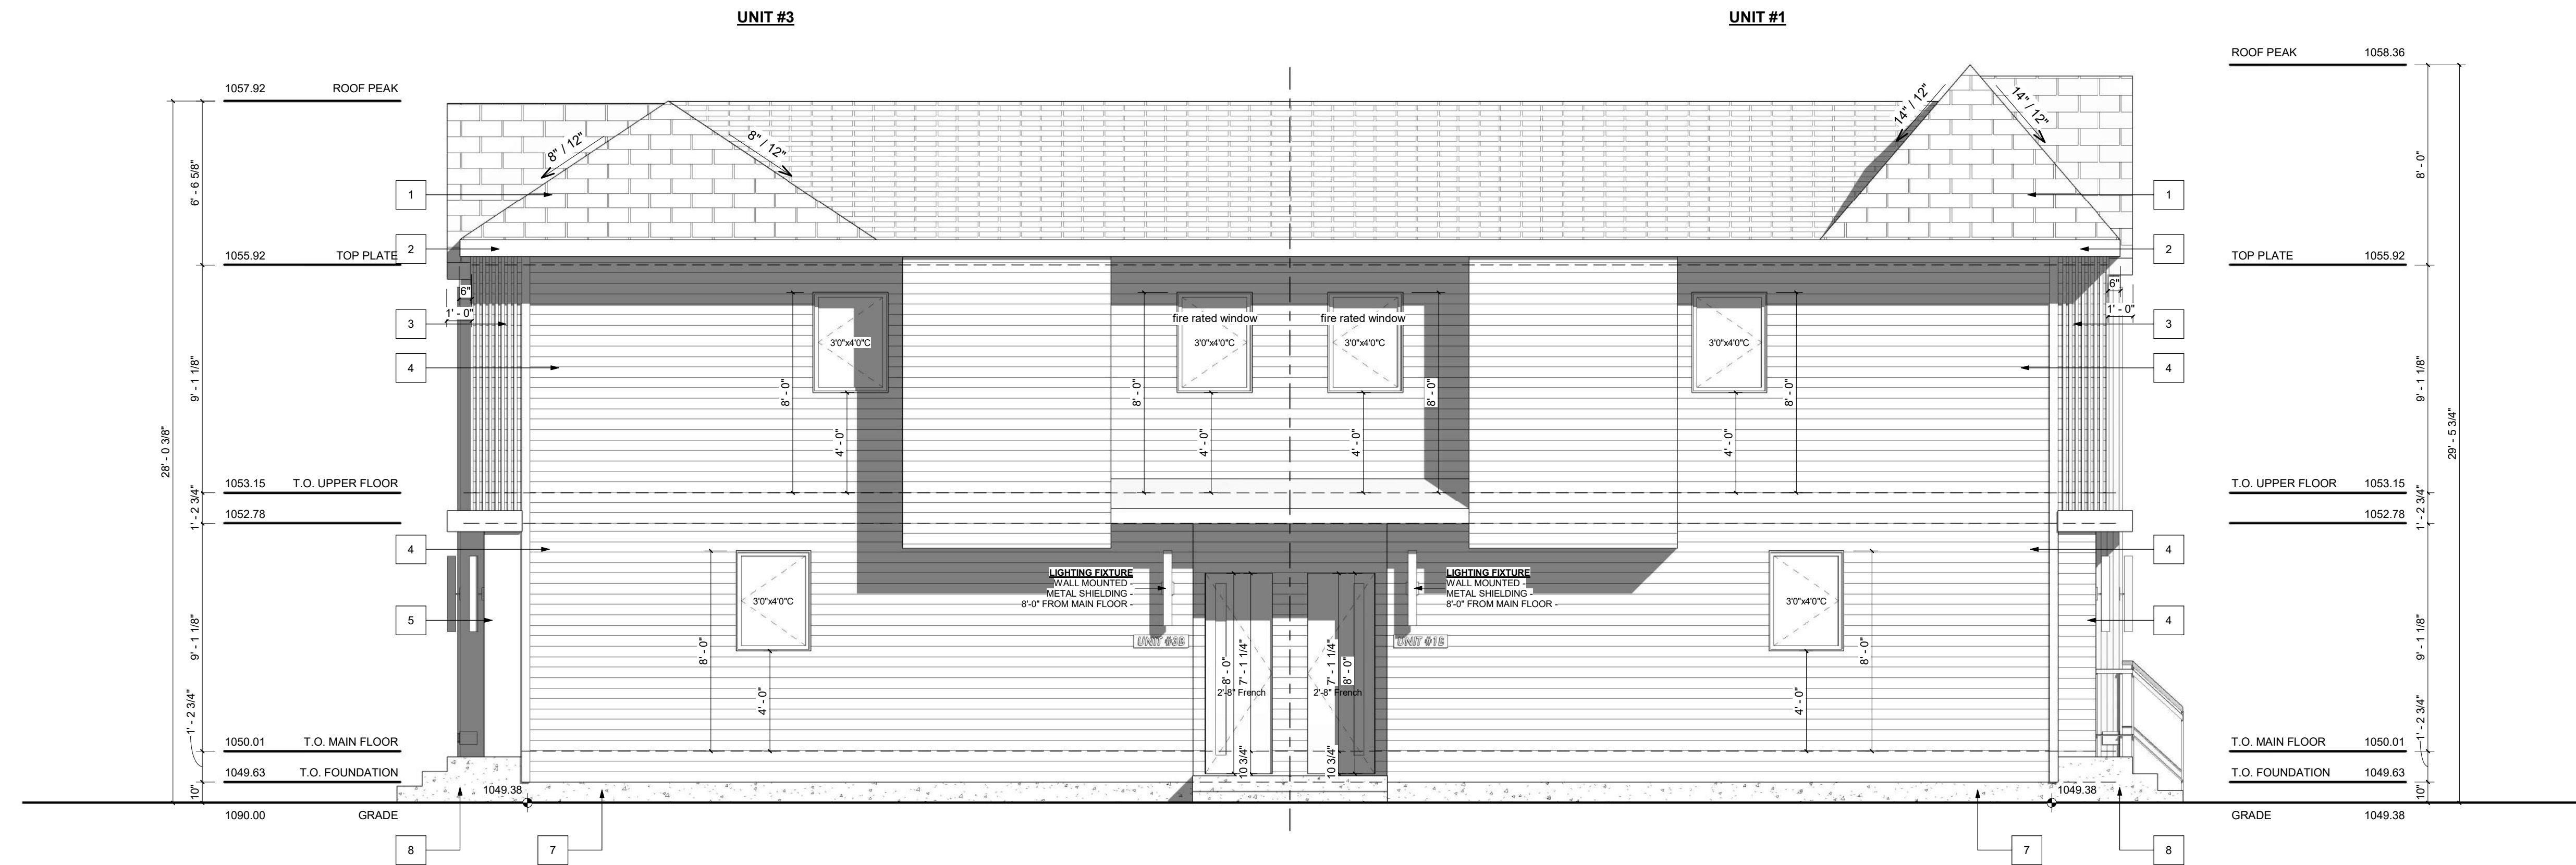 UNIT #3
UNIT #1
ROOF PEAK 1058.36
1057.92 ROOF PEAK
14" / 12"
14" / 12"
8" / 12"
8" / 12"
6' - 6 5/8"
8' - 0"
1
1
2
2
1055.92 TOP PLATE
TOP PLATE 1055.92
6"
6"
1' - 0"
1' - 0"
3
3
fire rated window
fire rated window
3'0"x4'0"C
3'0"x4'0"C
3'0"x4'0"C
3'0"x4'0"C
4
4
9' - 1 1/8"
9' - 1 1/8"
8' - 0"
8' - 0"
8' - 0"
8' - 0"
4' - 0"
4' - 0"
4' - 0"
4' - 0"
28' - 0 3/8"
29' - 5 3/4"
1053.15 T.O. UPPER FLOOR
T.O. UPPER FLOOR 1053.15
1' - 2 3/4"
1' - 2 3/4"
1052.78
1052.78
4
4
LIGHTING FIXTURE
WALL MOUNTED -
METAL SHIELDING -
8'-0" FROM MAIN FLOOR -
LIGHTING FIXTURE
WALL MOUNTED -
METAL SHIELDING -
8'-0" FROM MAIN FLOOR -
3'0"x4'0"C
3'0"x4'0"C
5
4
UNIT #3B
UNIT #1B
9' - 1 1/8"
9' - 1 1/8"
8' - 0"
8' - 0"
8' - 0"
7' - 1 1/4"
7' - 1 1/4"
8' - 0"
2'-8" French
2'-8" French
4' - 0"
4' - 0"
1' - 2 3/4"
1' - 2 3/4"
1050.01 T.O. MAIN FLOOR
T.O. MAIN FLOOR 1050.01
10 3/4"
10 3/4"
1049.63 T.O. FOUNDATION
T.O. FOUNDATION 1049.63
10"
10"
1049.38
1049.38
1090.00 GRADE
GRADE 1049.38
8
7
7
8